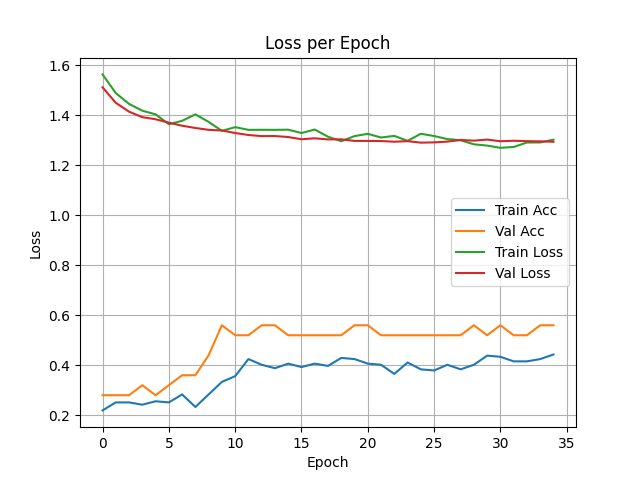 Loss per Epoch
1.6
1.4
1.2
1.0
0.8
0.6
0.4
0.2
Loss
Train Acc
Val Acc
Train Loss
Val Loss
0 5 10 15 20 25 30 35
Epoch